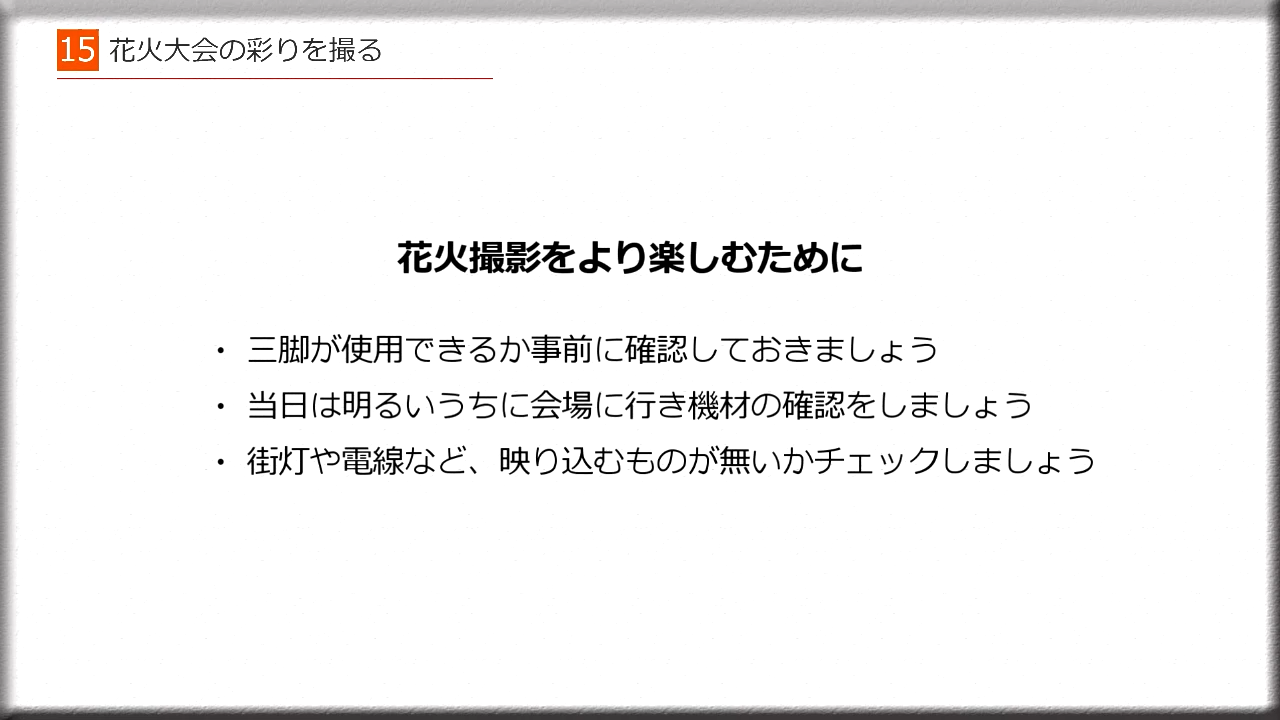 15 花火大会の彩りを撮る
花火撮影をより楽しむために
・ 三脚が使用できるか事前に確認しておきましょう
・ 当日は明るいうちに会場に行き機材の確認をしましょう
・ 街灯や電線など、映り込むものが無いかチェックしましょう